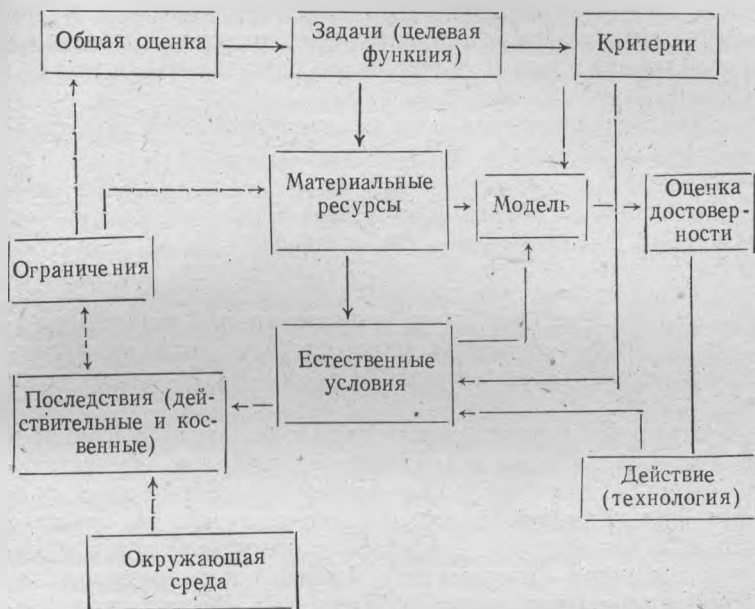 Общая оценка
Задачи (целевая
функция)
Критерии
Материальные
ресурсы
Модель
Оценка
достовер-
ности
Ограничения
Естественные
условия
Последствия (дей-
ствительные и кос-
венные)
Действие
(технология)
Окружающая
среда